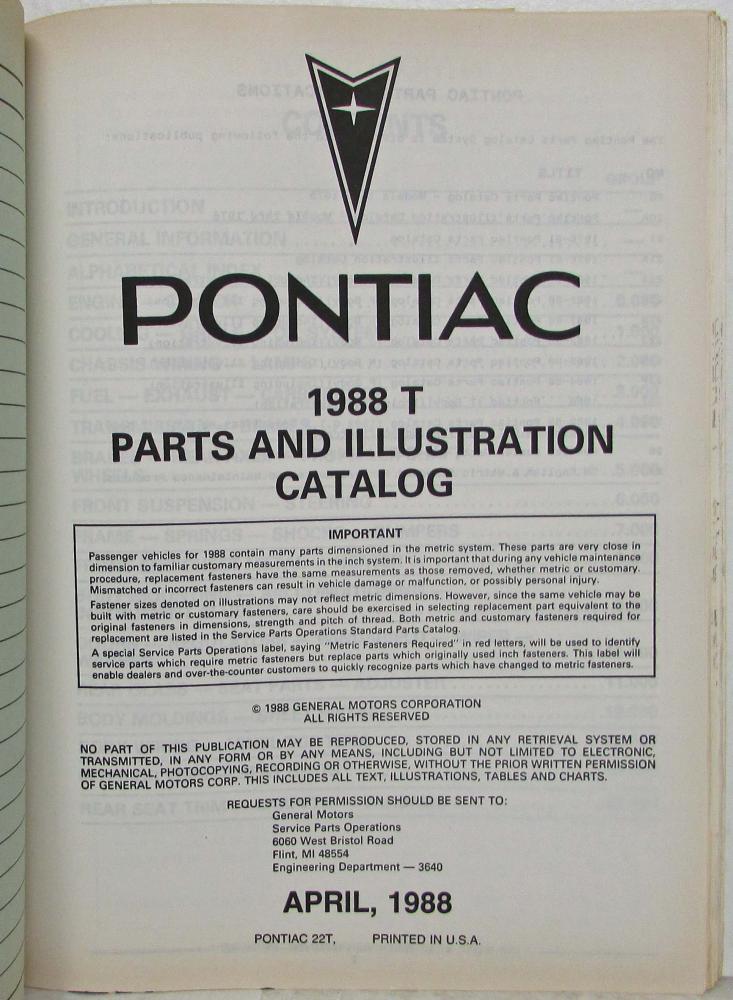 PONTIAC
1988 T
PARTS AND ILLUSTRATION
CATALOG
IMPORTANT
Passenger vehicles for 1988 contain many parts dimensioned in the metric system. These parts are very close in
dimension to familiar customary measurements in the inch system. It is important that during any vehicle maintenance
procedure, replacement fasteners have the same measurements as those removed, whether metric or customary.
Mismatched or incorrect fasteners can result in vehicle damage or malfunction, or possibly personal injury.
Fastener sizes denoted on illustrations may not reflect metric dimensions. However, since the same vehicle may be
built with metric or customary fasteners, care should be exercised in selecting replacement part equivalent to the
original fasteners in dimensions, strength and pitch of thread. Both metric and customary fasteners required for
replacement are listed in the Service Parts Operations Standard Parts Catalog.
A special Service Parts Operations label, saying "Metric Fasteners Required" in red letters, will be used to identify
service parts which require metric fasteners but replace parts which originally used inch fasteners. This label will
enable dealers and over-the-counter customers to quickly recognize parts which have changed to metric fasteners.
© 1988 GENERAL MOTORS CORPORATION
ALL RIGHTS RESERVED
NO PART OF THIS PUBLICATION MAY BE REPRODUCED, STORED IN ANY RETRIEVAL SYSTEM OR
TRANSMITTED, IN ANY FORM OR BY ANY MEANS, INCLUDING BUT NOT LIMITED TO ELECTRONIC,
MECHANICAL, PHOTOCOPYING, RECORDING OR OTHERWISE, WITHOUT THE PRIOR WRITTEN PERMISSION
OF GENERAL MOTORS CORP. THIS INCLUDES ALL TEXT, ILLUSTRATIONS, TABLES AND CHARTS.
REQUESTS FOR PERMISSION SHOULD BE SENT TO:
General Motors
Service Parts Operations
6060 West Bristol Road
Flint, MI 48554
Engineering Department — 3640
APRIL, 1988
PONTIAC 22T, PRINTED IN U.S.A.